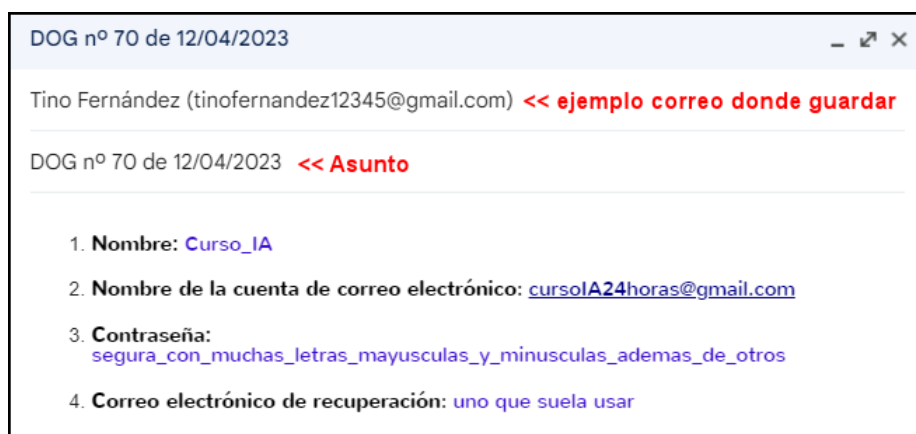 DOG nº 70 de 12/04/2023
Tino Fernández (tinofernandez12345@gmail.com) << ejemplo correo donde guardar
DOG nº 70 de 12/04/2023 << Asunto
1. Nombre: Curso_IA
2. Nombre de la cuenta de correo electrónico: cursoIA24horas@gmail.com
3. Contraseña:
segura_con_muchas_letras_mayusculas_y_minusculas_ademas_de_otros
4. Correo electrónico de recuperación: uno que suela usar